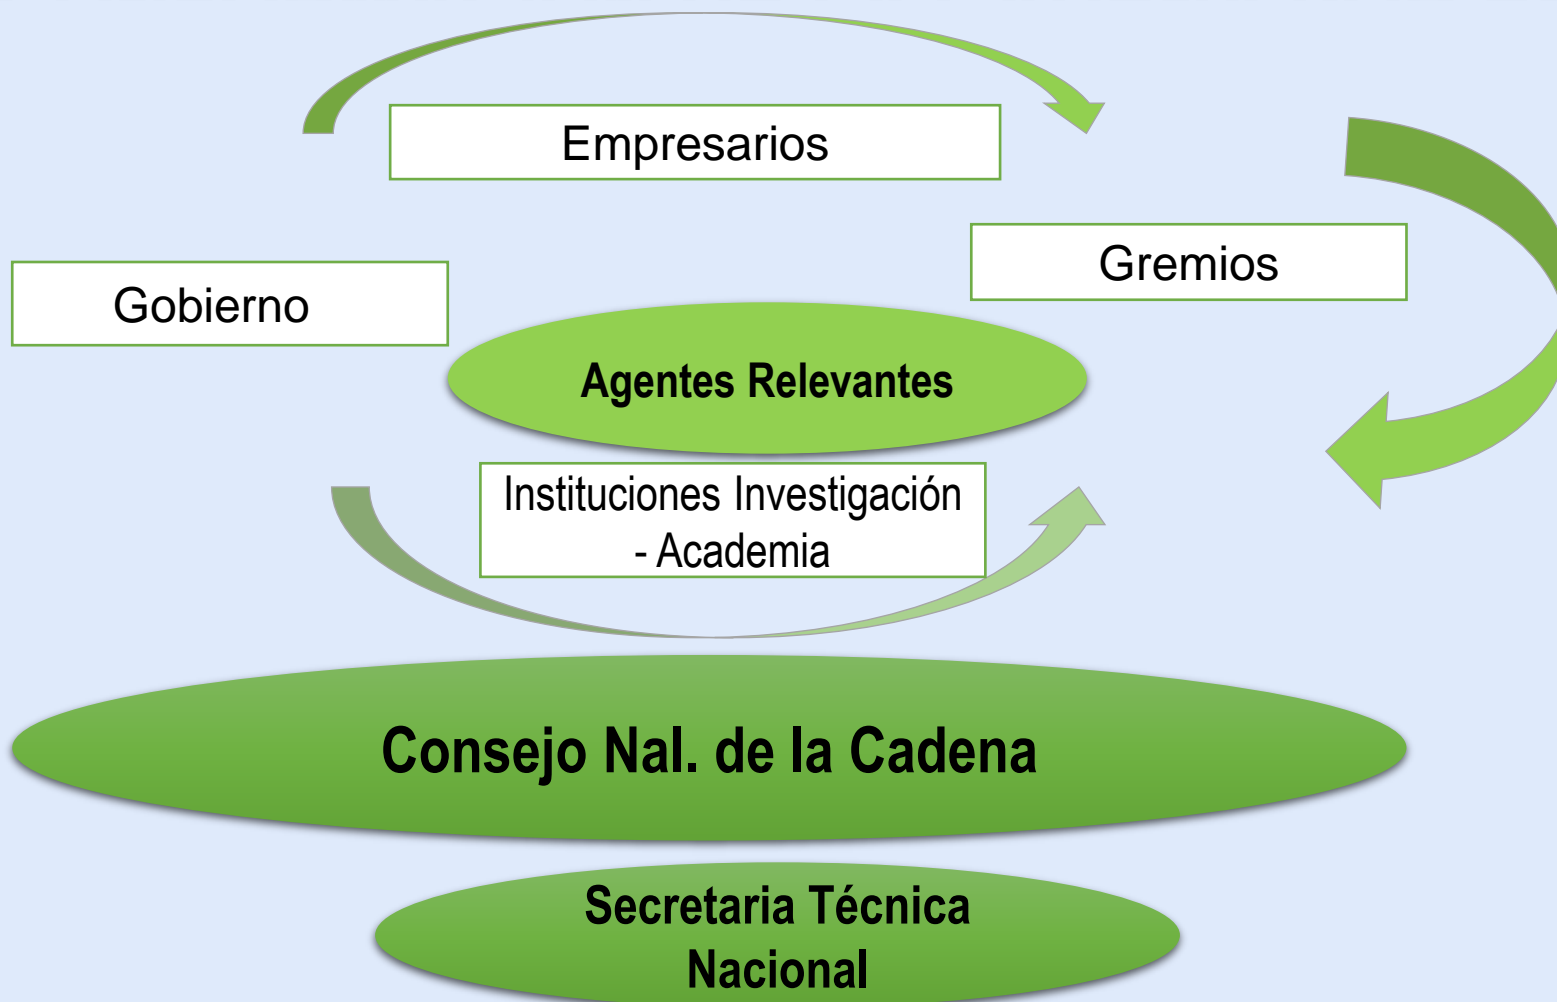 Empresarios
Gremios
Gobierno
Agentes Relevantes
Instituciones Investigación
- Academia
Consejo Nal. de la Cadena
Secretaria Técnica
Nacional